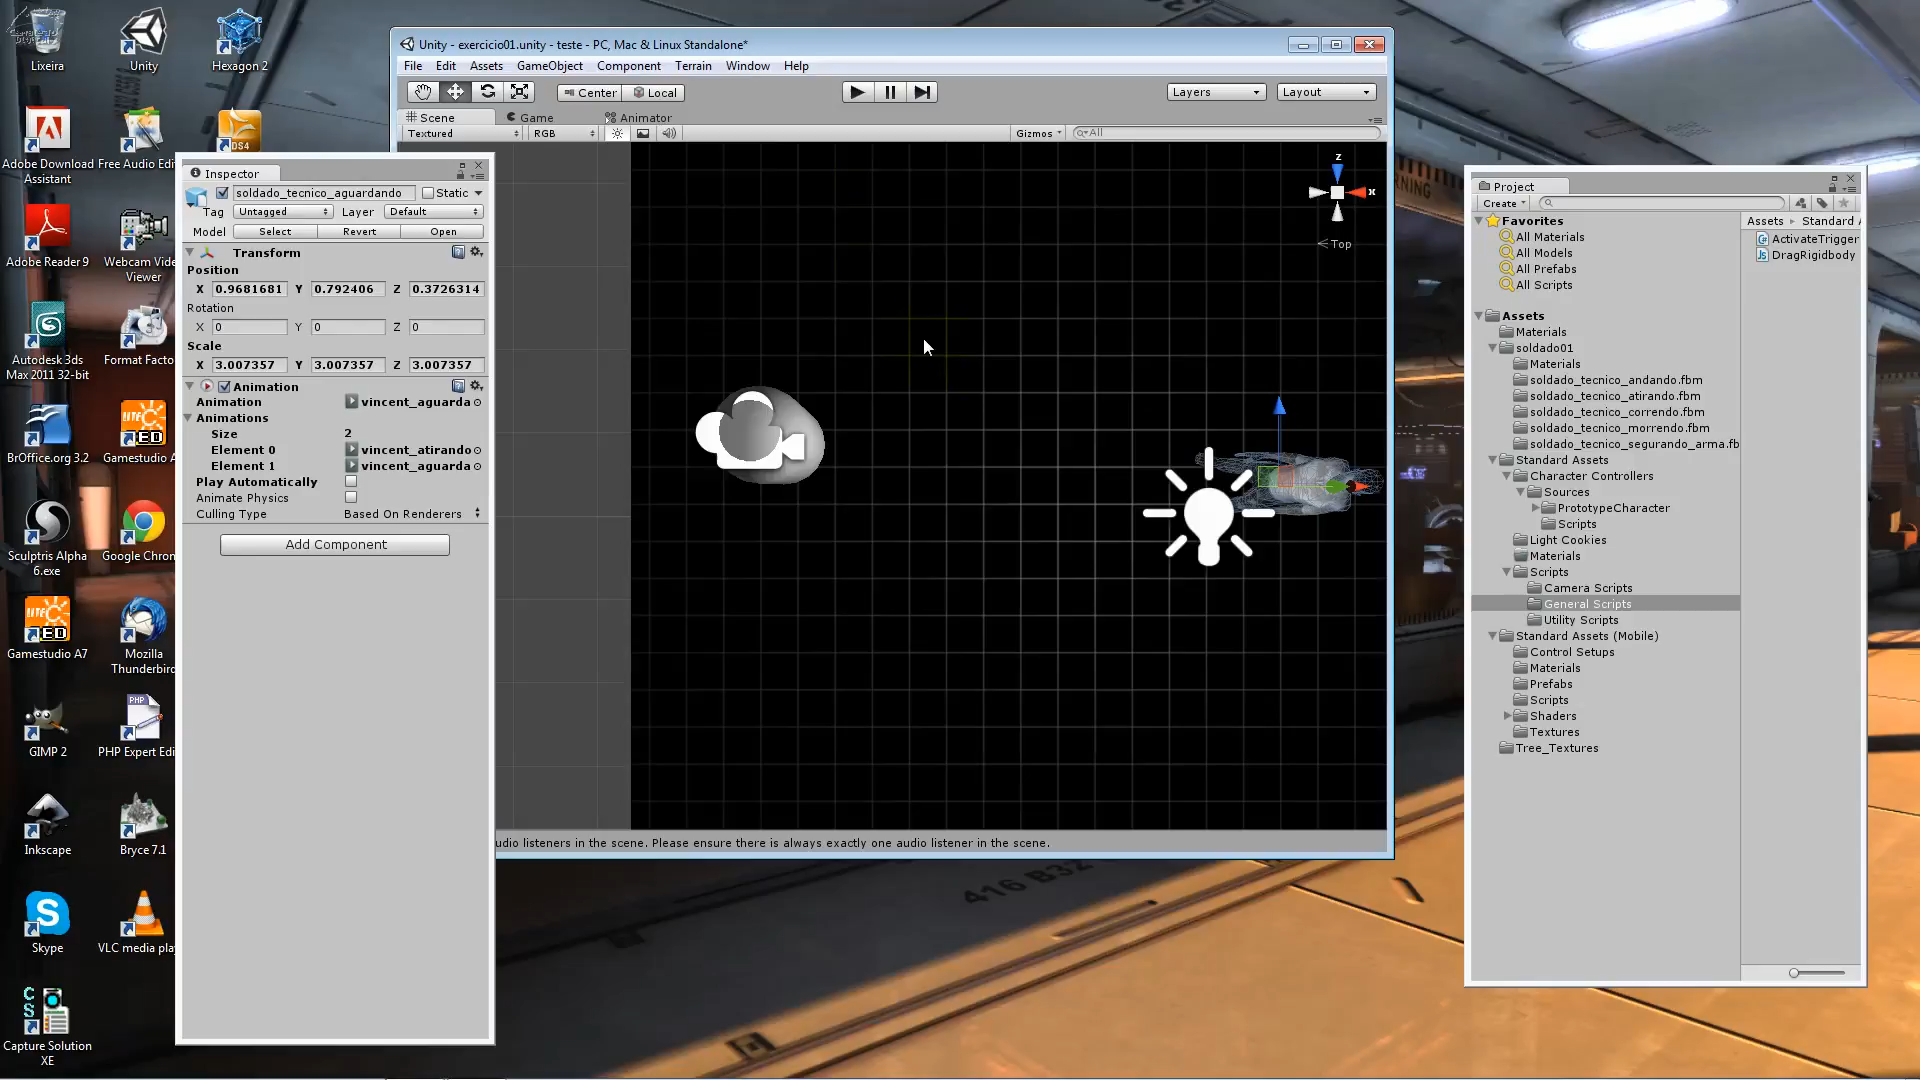 Lixeira
Unity
Hexagon 2
Adobe Download
Assistant
Free Audio Edit
DS4
Adobe Reader 9
Webcam Vide
Viewer
Autodesk 3ds
Max 2011 32-bit
Format Facto
BrOffice.org 3.2
Gamestudio A
Sculptris Alpha
6.exe
Google Chron
Gamestudio A7
Mozilla
Thunderbird
GIMP 2
PHP Expert Edi
Inkscape
Bryce 7.1
Skype
VLC media play
Capture Solution
XE
Unity - exercicio01.unity - teste - PC, Mac & Linux Standalone*
File Edit Assets GameObject Component Terrain Window Help
Center Local
Layers Layout
Scene Game Animator
Textured RGB Gizmos All
z
x
Top
udio listeners in the scene. Please ensure there is always exactly one audio listener in the scene.
Inspector
soldado_tecnico_aguardando Static
Tag Untagged Layer Default
Model Select Revert Open
Transform
Position
X 0.9681681 Y 0.792406 Z 0.3726314
Rotation
X 0 Y 0 Z 0
Scale
X 3.007357 Y 3.007357 Z 3.007357
Animation
Animation vincent_aguarda
Animations
Size 2
Element 0 vincent_atirando
Element 1 vincent_aguarda
Play Automatically
Animate Physics
Culling Type Based On Renderers
Add Component
Project
Create
Favorites
All Materials
All Models
All Prefabs
All Scripts
Assets
Materials
soldado01
Materials
soldado_tecnico_andando.fbm
soldado_tecnico_atirando.fbm
soldado_tecnico_correndo.fbm
soldado_tecnico_morrendo.fbm
soldado_tecnico_segurando_arma.fb
Standard Assets
Character Controllers
Sources
PrototypeCharacter
Scripts
Light Cookies
Materials
Scripts
Camera Scripts
General Scripts
Utility Scripts
Standard Assets (Mobile)
Control Setups
Materials
Prefabs
Scripts
Shaders
Textures
Tree_Textures
Assets Standard A
ActivateTrigger
DragRigidbody
416 B32